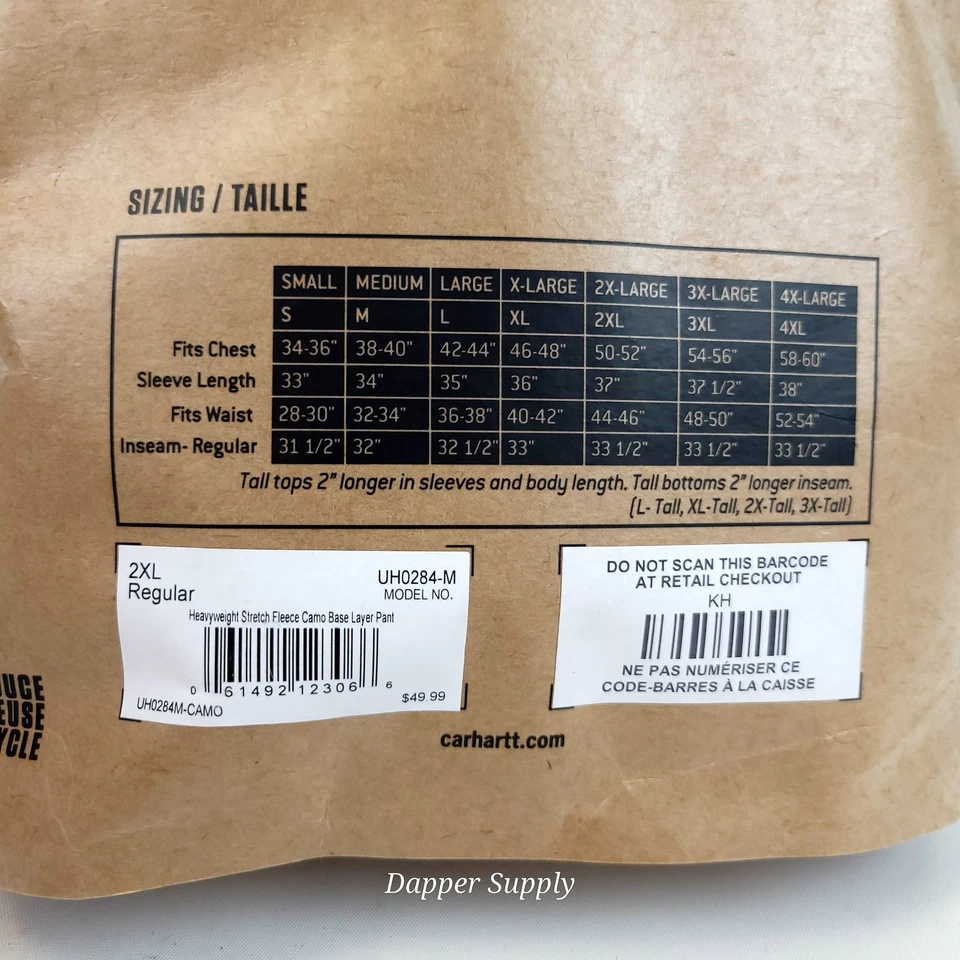 SIZING / TAILLE
SMALL MEDIUM LARGE X-LARGE 2X-LARGE 3X-LARGE 4X-LARGE
S M L XL 2XL 3XL 4XL
Fits Chest 34-36" 38-40" 42-44" 46-48" 50-52" 54-56" 58-60"
Sleeve Length 33" 34" 35" 36" 37" 37 1/2" 38"
Fits Waist 28-30" 32-34" 36-38" 40-42" 44-46" 48-50" 52-54"
Inseam- Regular 31 1/2" 32" 32 1/2" 33" 33 1/2" 33 1/2" 33 1/2"
Tall tops 2" longer in sleeves and body length. Tall bottoms 2" longer inseam.
(L- Tall, XL-Tall, 2X-Tall, 3X-Tall)
2XL
Regular
UH0284-M
MODEL NO.
Heavyweight Stretch Fleece Camo Base Layer Pant
0 61492 12306 6
UH0284M-CAMO
$49.99
DO NOT SCAN THIS BARCODE
AT RETAIL CHECKOUT
KH
NE PAS NUMÉRISER CE
CODE-BARRES À LA CAISSE
carhartt.com
Dapper Supply